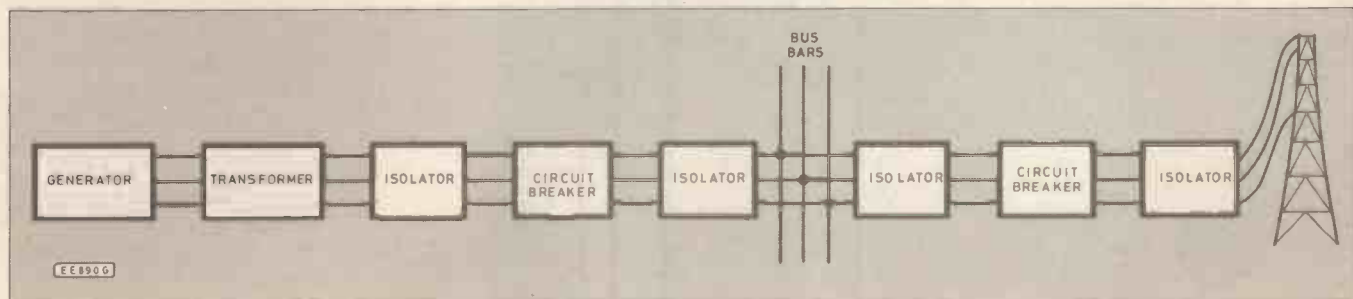 BUS
BARS
GENERATOR
TRANSFORMER
ISOLATOR
CIRCUIT
BREAKER
ISOLATOR
ISOLATOR
CIRCUIT
BREAKER
ISOLATOR
EE890G